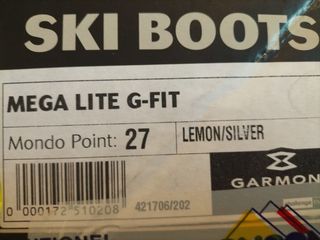 SKI BOOTS
MEGA LITE G-FIT
Mondo Point: 27
LEMON/SILVER
GARMON
0 000172 510208
421706/202